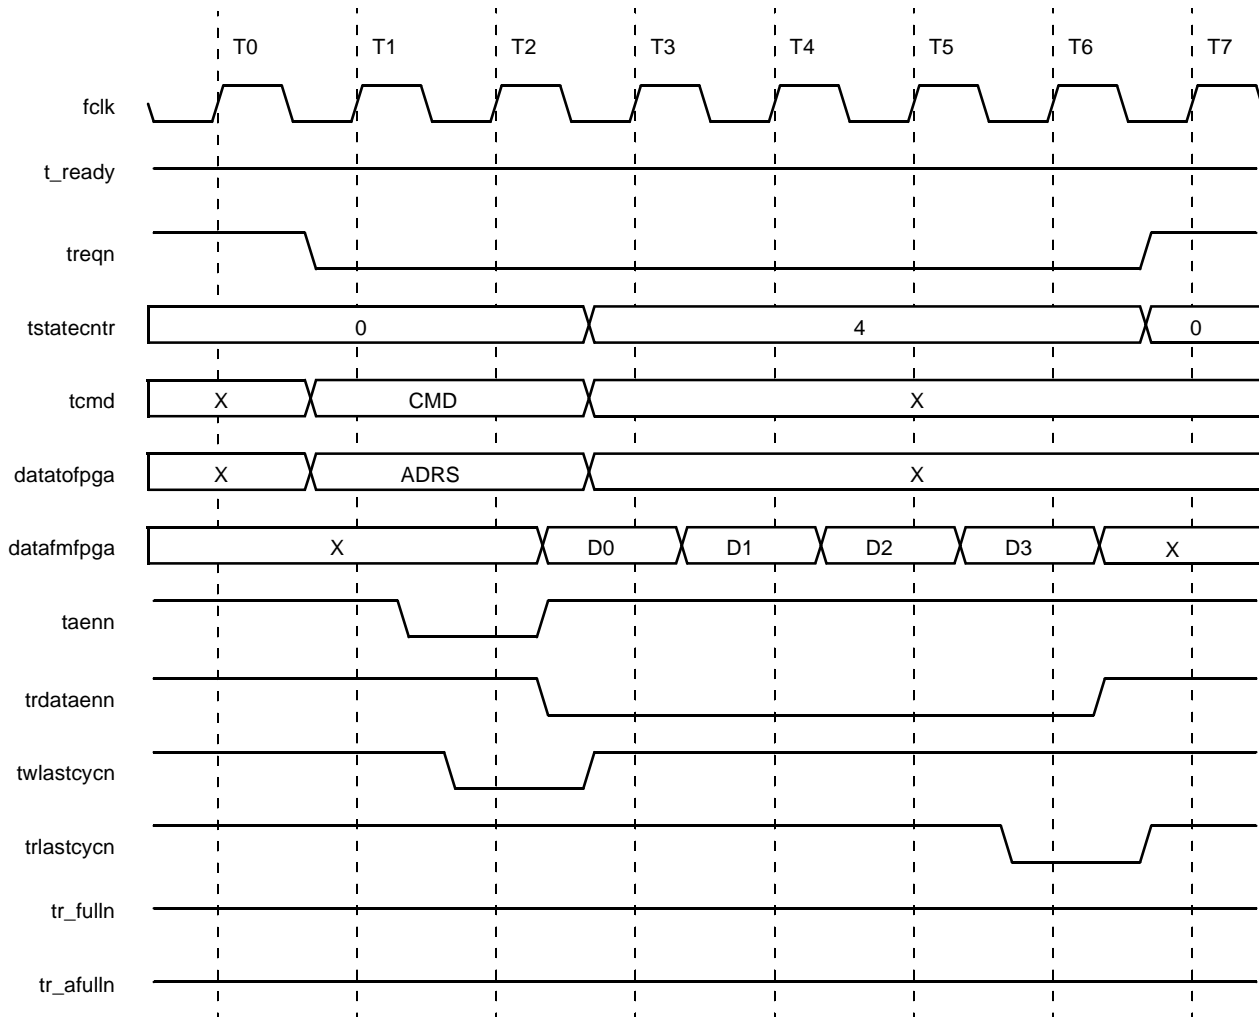 T0 T1 T2 T3 T4 T5 T6 T7
fclk
t_ready
treqn
tstatecntr 0 4 0
tcmd X CMD X
datatofpga X ADRS X
datafmfpga X D0 D1 D2 D3 X
taenn
trdataenn
twlastcycn
trlastcycn
tr_fulln
tr_afulln